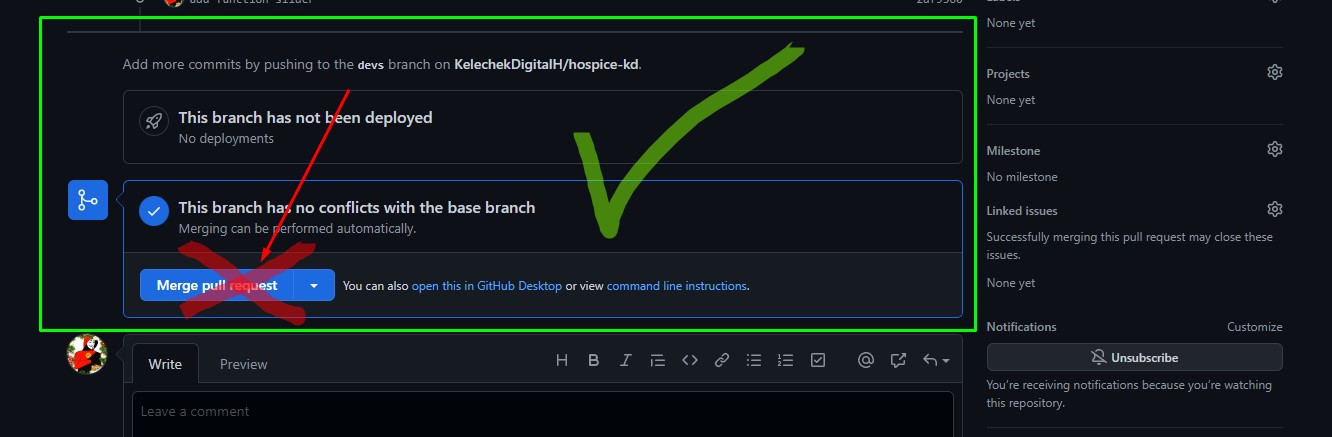 add function slider
Labels
None yet
Add more commits by pushing to the devs branch on KelechekDigitalH/hospice-kd.
Projects
None yet
This branch has not been deployed
No deployments
Milestone
No milestone
This branch has no conflicts with the base branch
Merging can be performed automatically.
Linked issues
Successfully merging this pull request may close these
issues.
None yet
Merge pull request
You can also open this in GitHub Desktop or view command line instructions.
Notifications
Customize
Unsubscribe
You're receiving notifications because you're watching
this repository.
Write
Preview
Leave a comment